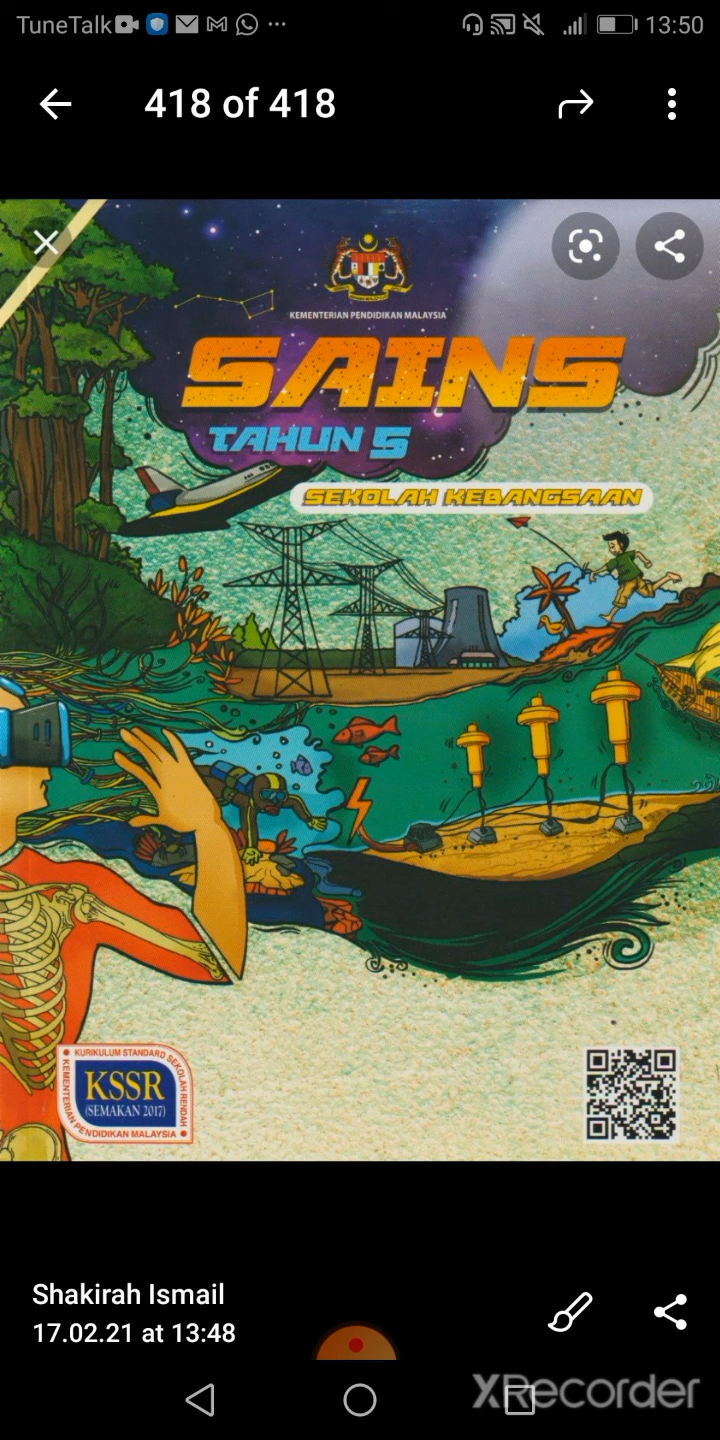 TuneTalk
13:50
418 of 418
KEMENTERIAN PENDIDIKAN MALAYSIA
SAINS
TAHUN 5
SEKOLAH KEBANGSAAN
KURIKULUM STANDARD SEKOLAH RENDAH
KSSR
(SEMAKAN 2017)
KEMENTERIAN PENDIDIKAN MALAYSIA
Shakirah Ismail
17.02.21 at 13:48
XRecorder